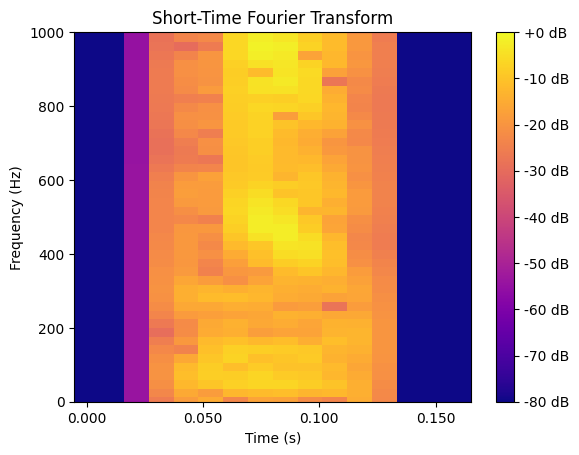 Short-Time Fourier Transform
1000
800
600
400
200
0
Frequency (Hz)
0.000
0.050
0.100
0.150
Time (s)
+0 dB
-10 dB
-20 dB
-30 dB
-40 dB
-50 dB
-60 dB
-70 dB
-80 dB